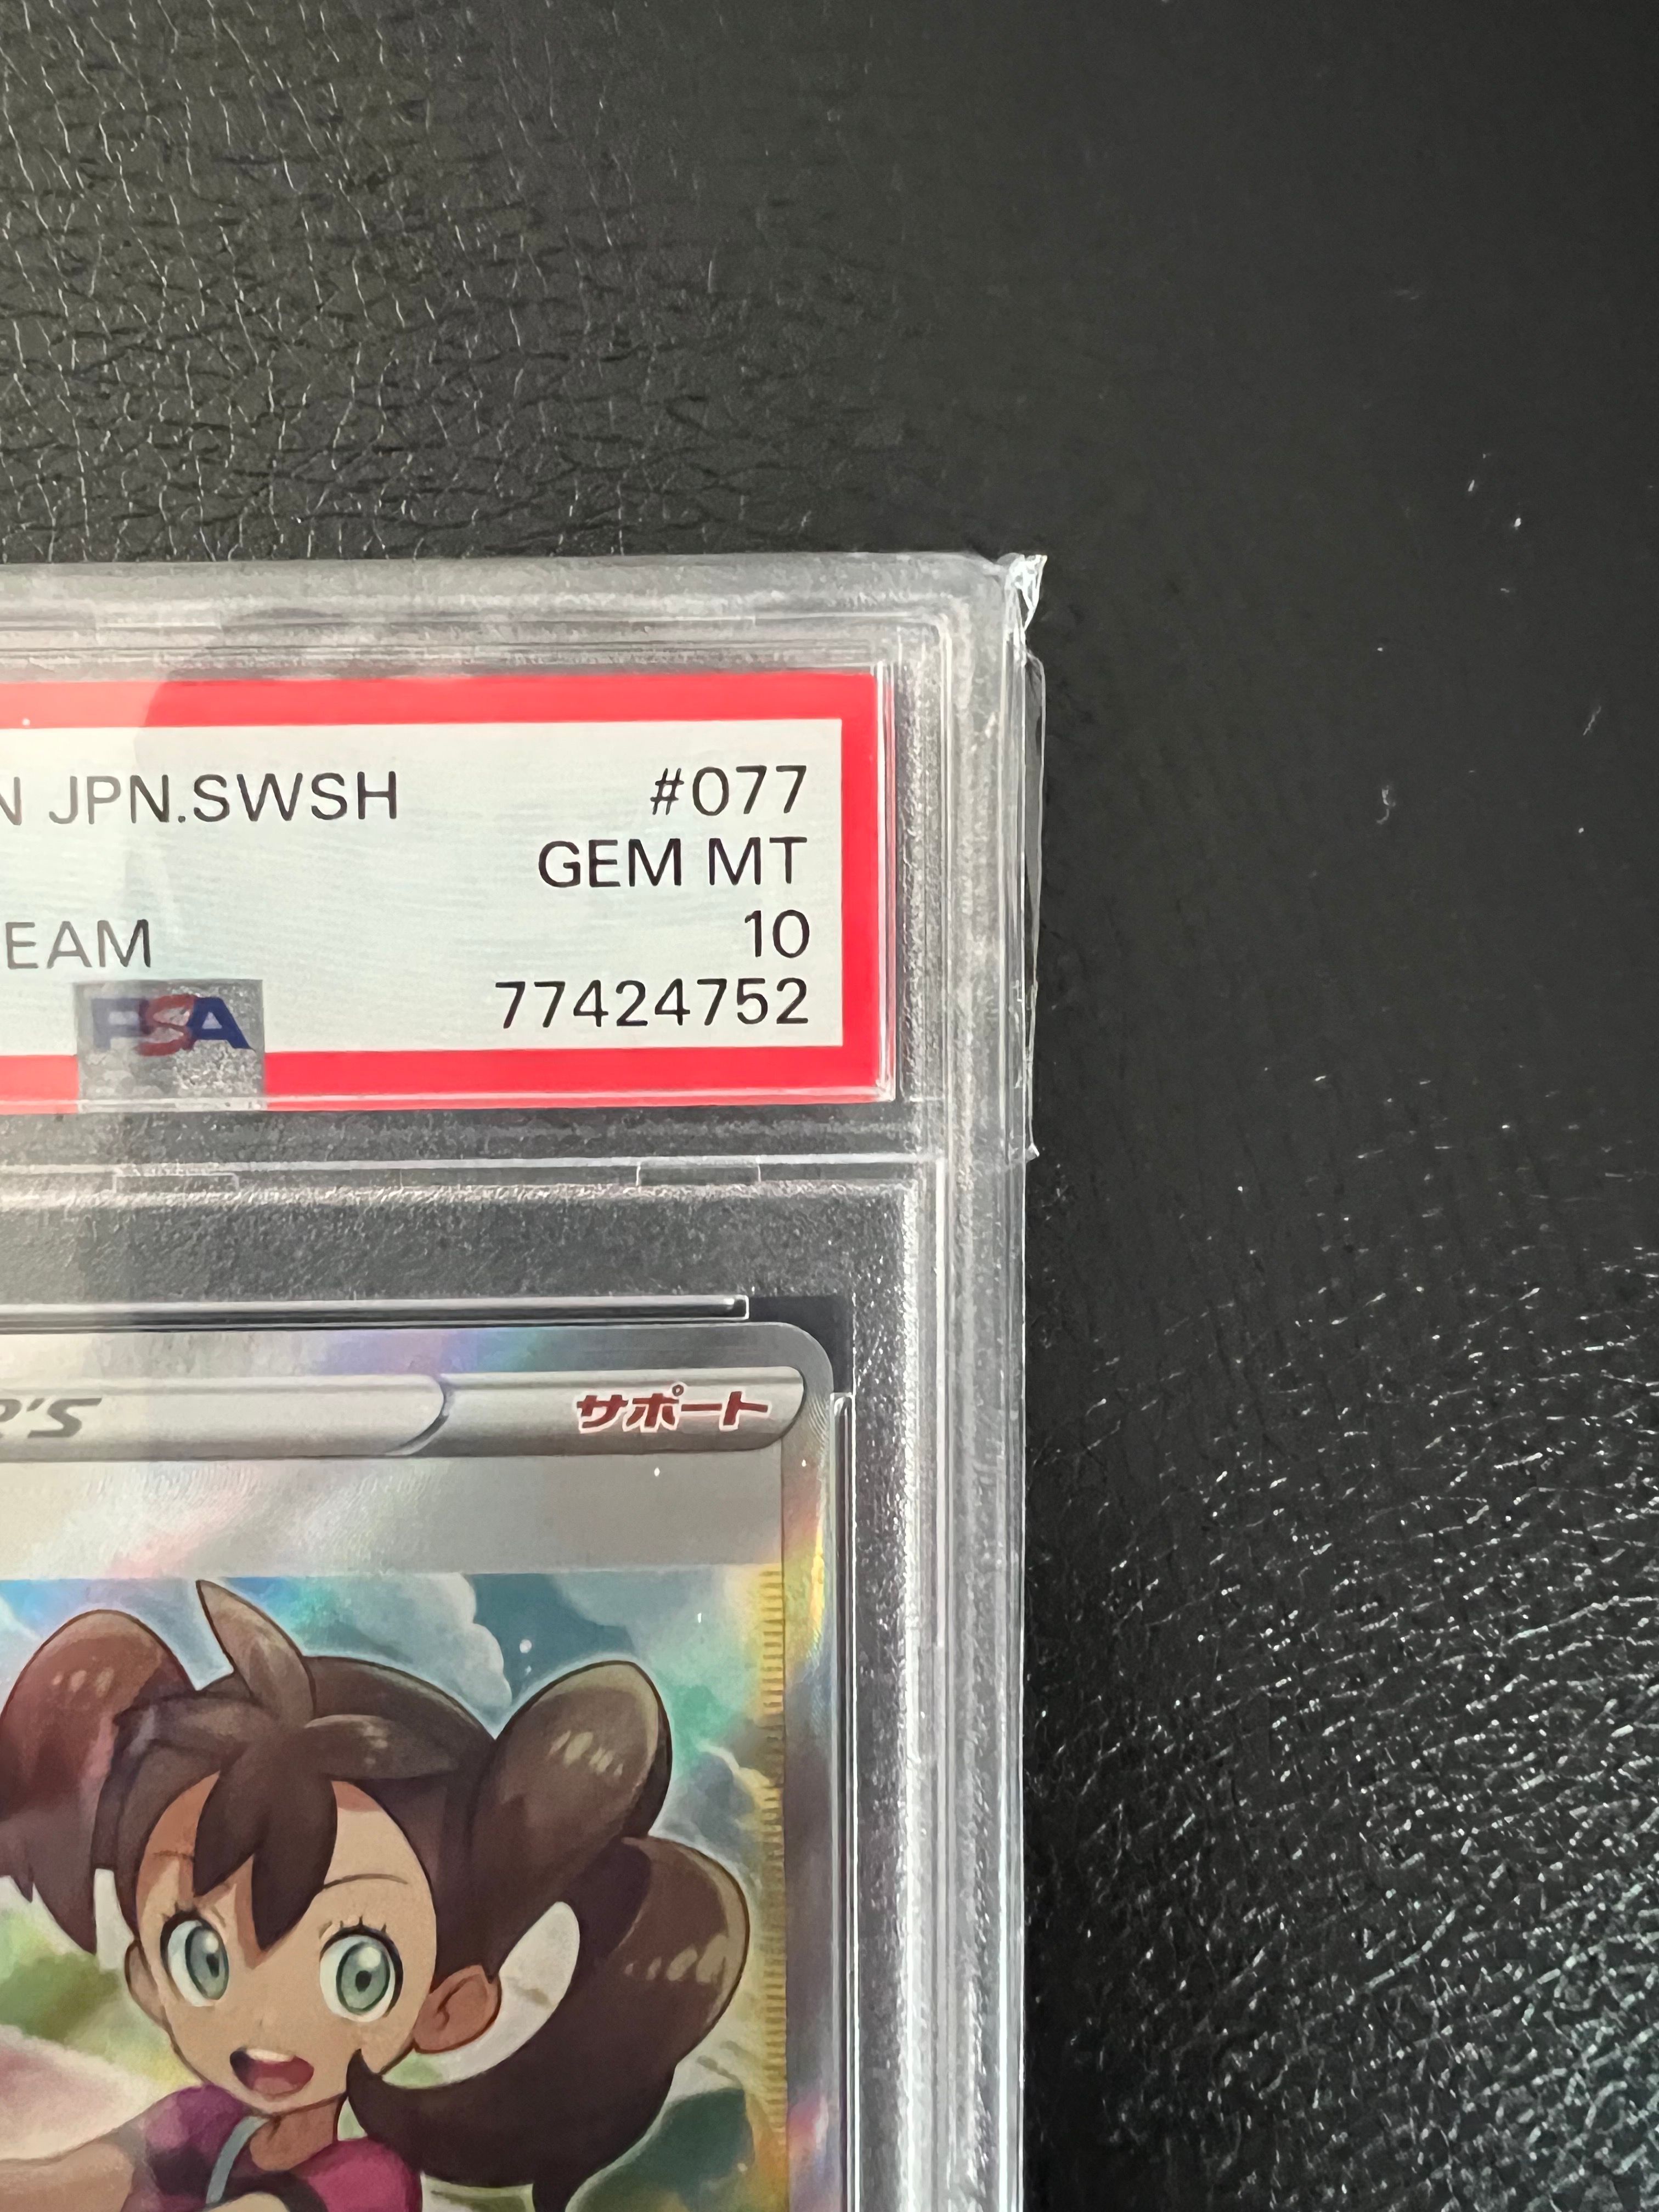 N JPN.SWSH #077
GEM MT
EAM 10
PSA 77424752
R'S サポート